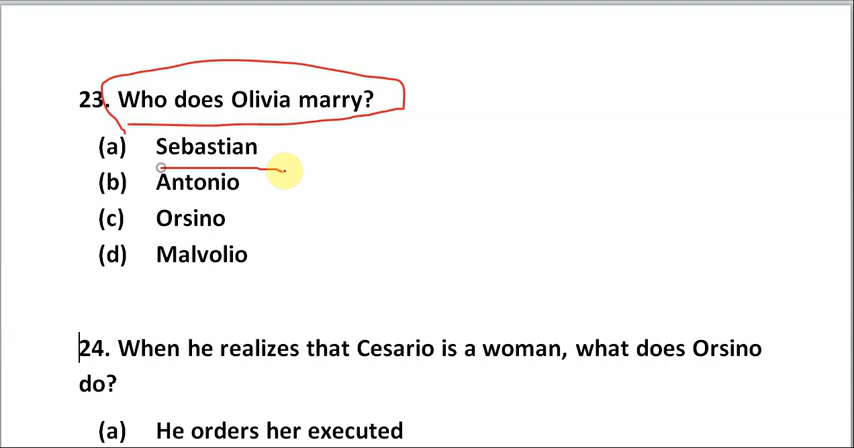 23. Who does Olivia marry?
(a) Sebastian
(b) Antonio
(c) Orsino
(d) Malvolio
24. When he realizes that Cesario is a woman, what does Orsino
do?
(a) He orders her executed